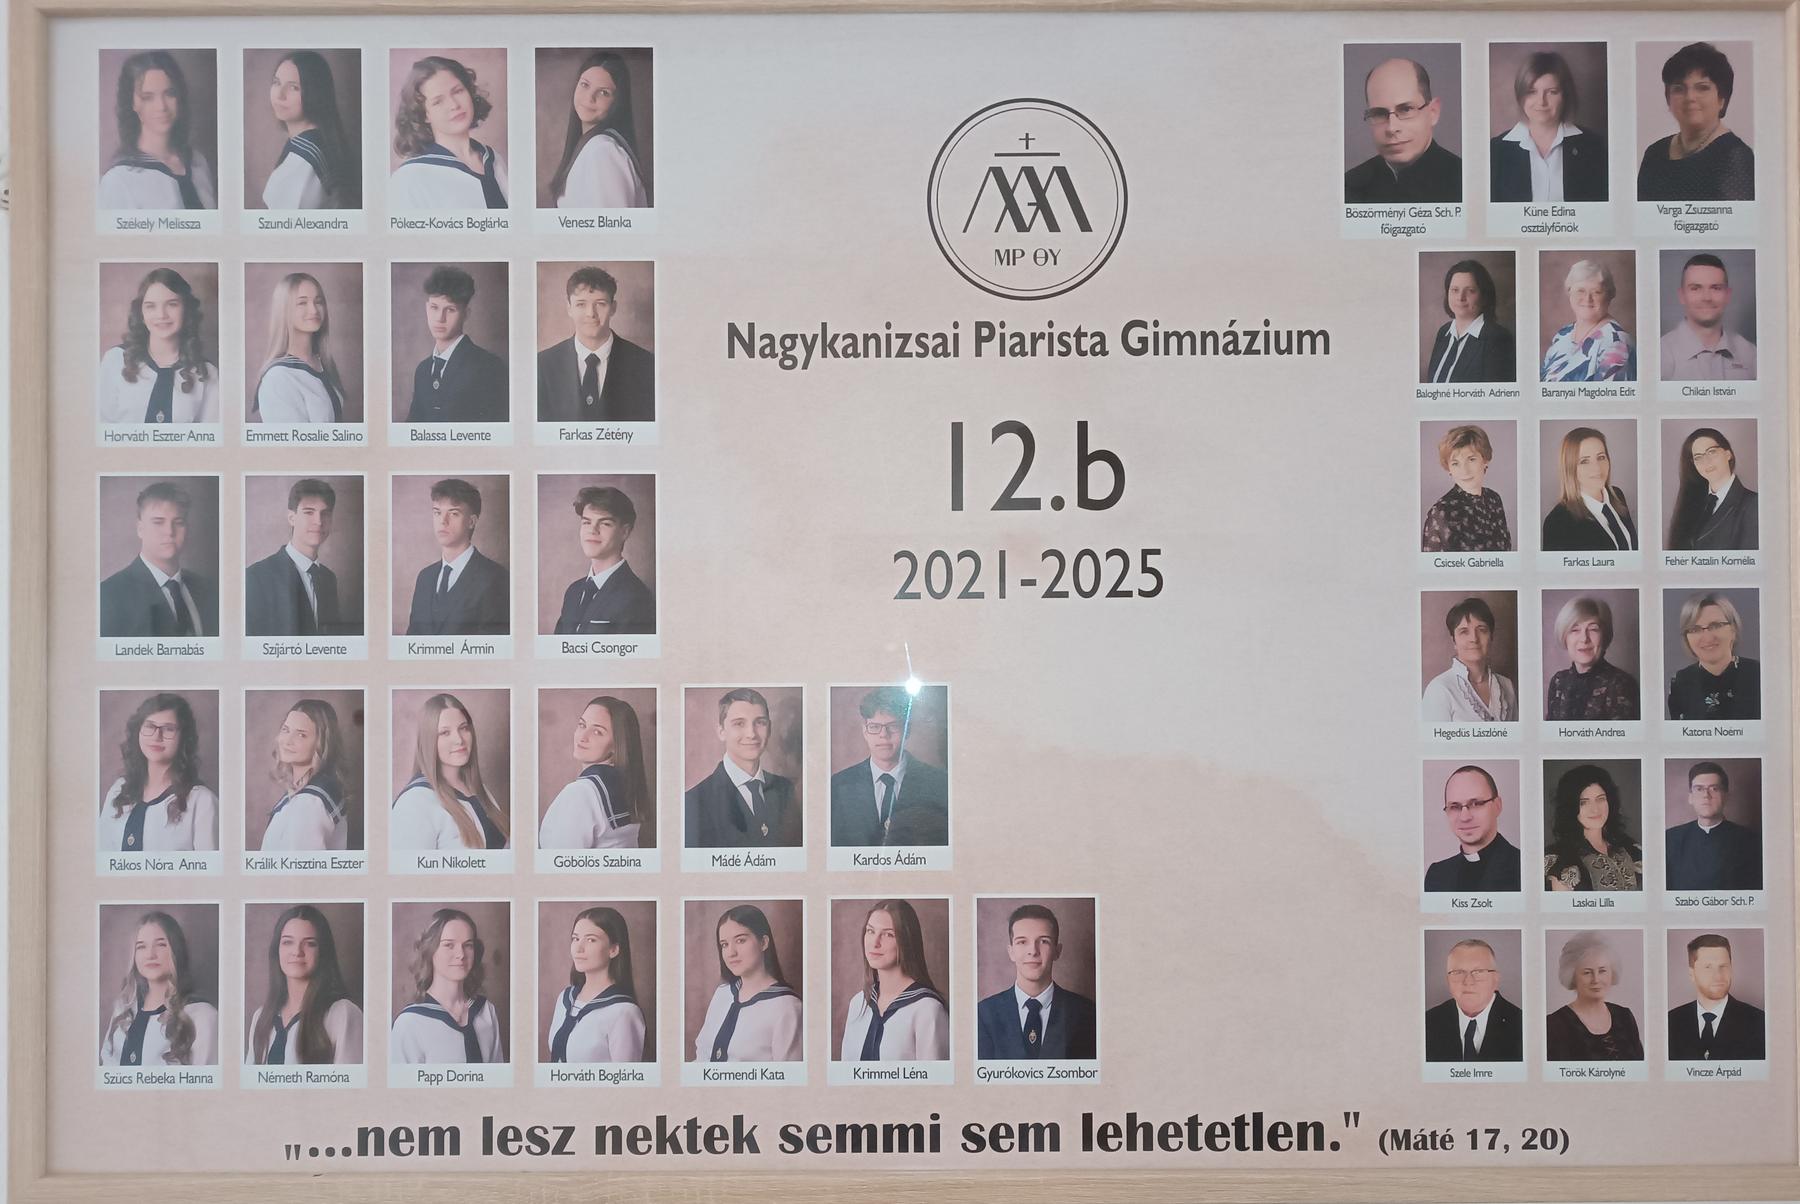 Székely Melissza
Szundi Alexandra
Pókecz-Kovács Boglárka
Venesz Blanka
Horváth Eszter Anna
Emmett Rosalie Salino
Balassa Levente
Farkas Zétény
Landek Barnabás
Szíjártó Levente
Krimmel Ármin
Bacsi Csongor
Rákos Nóra Anna
Králik Krisztina Eszter
Kun Nikolett
Göbölös Szabina
Mádé Ádám
Kardos Ádám
Szücs Rebeka Hanna
Németh Ramóna
Papp Dorina
Horváth Boglárka
Körmendi Kata
Krimmel Léna
Gyurókovics Zsombor
MP ΘY
Nagykanizsai Piarista Gimnázium
12.b
2021-2025
Böszörményi Géza Sch. P.
főigazgató
Küne Edina
osztályfőnök
Varga Zsuzsanna
főigazgató
Baloghné Horváth Adrienn
Baranyai Magdolna Edit
Chikán István
Csicsek Gabriella
Farkas Laura
Fehér Katalin Kornélia
Hegedüs Lászlóné
Horváth Andrea
Katona Noémi
Kiss Zsolt
Laskai Lilla
Szabó Gábor Sch. P.
Szele Imre
Török Károlyné
Vincze Árpád
„...nem lesz nektek semmi sem lehetetlen." (Máté 17, 20)